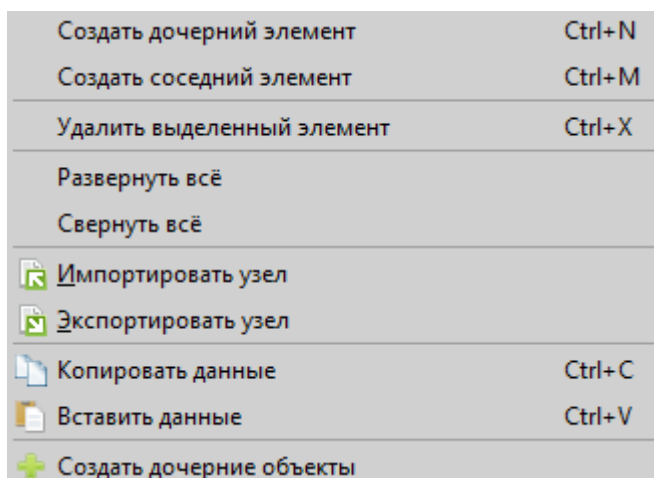 Создать дочерний элемент Ctrl+N
Создать соседний элемент Ctrl+M
Удалить выделенный элемент Ctrl+X
Развернуть всё
Свернуть всё
Импортировать узел
Экспортировать узел
Копировать данные Ctrl+C
Вставить данные Ctrl+V
Создать дочерние объекты